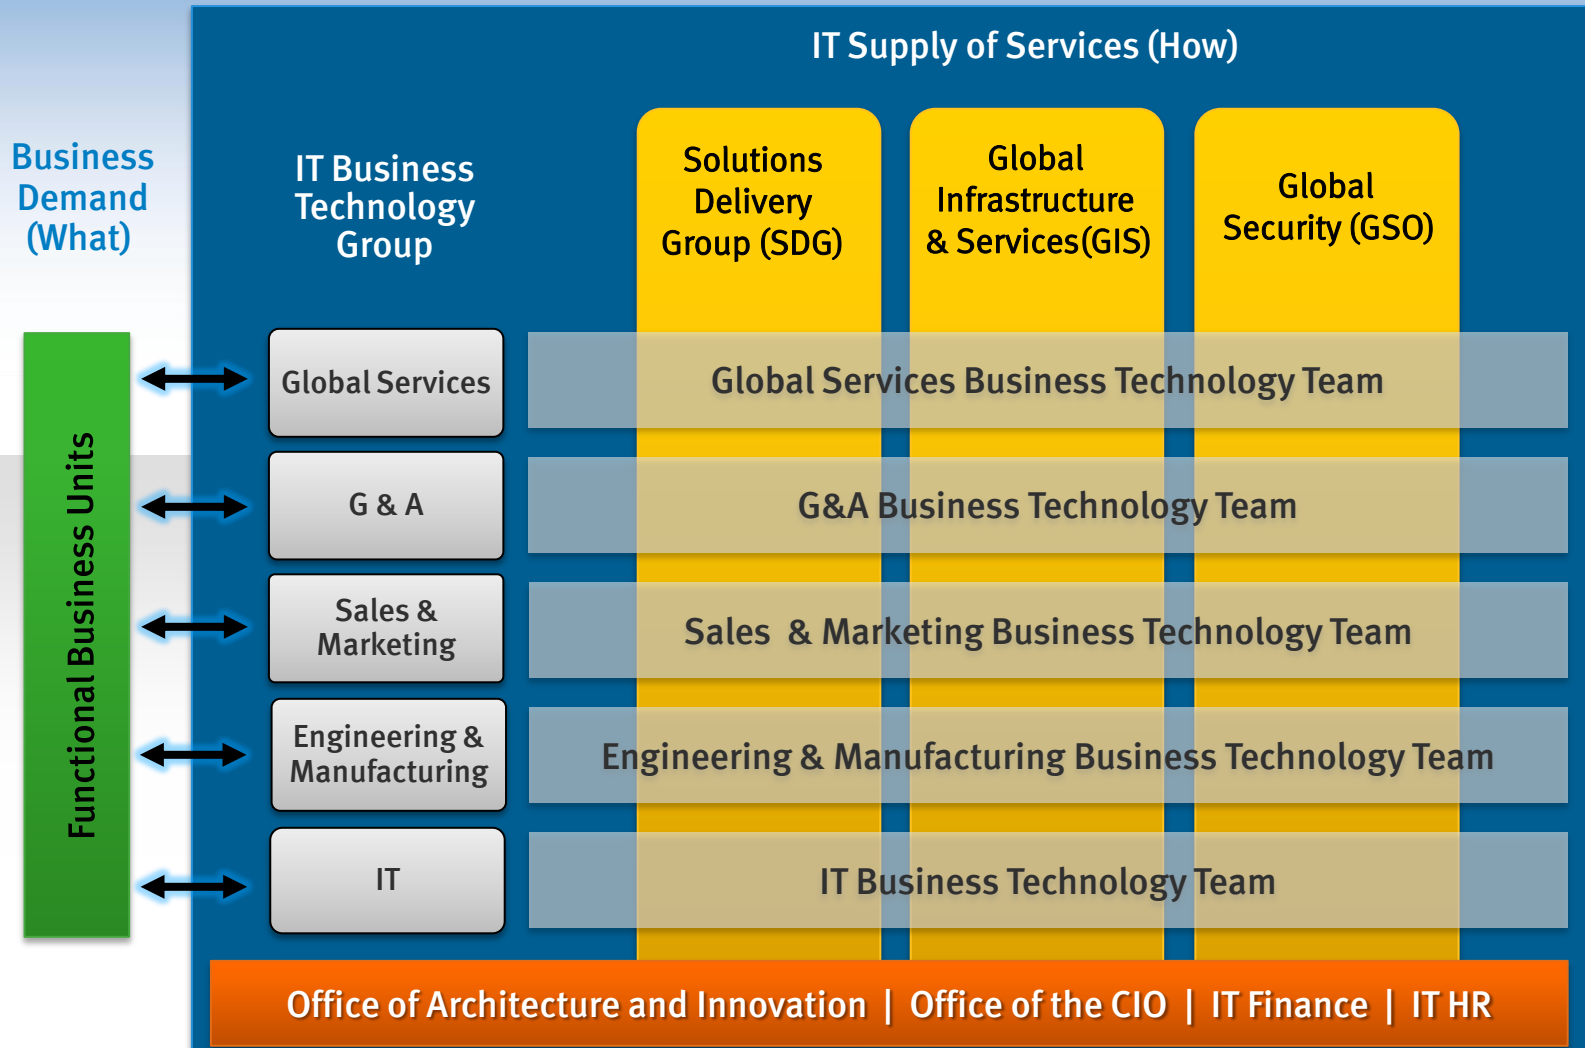 IT Supply of Services (How)
Business
Demand
(What)
IT Business
Technology
Group
Solutions
Delivery
Group (SDG)
Global
Infrastructure
& Services(GIS)
Global
Security (GSO)
Functional Business Units
Global Services
Global Services Business Technology Team
G & A
G&A Business Technology Team
Sales &
Marketing
Sales & Marketing Business Technology Team
Engineering &
Manufacturing
Engineering & Manufacturing Business Technology Team
IT
IT Business Technology Team
Office of Architecture and Innovation | Office of the CIO | IT Finance | IT HR